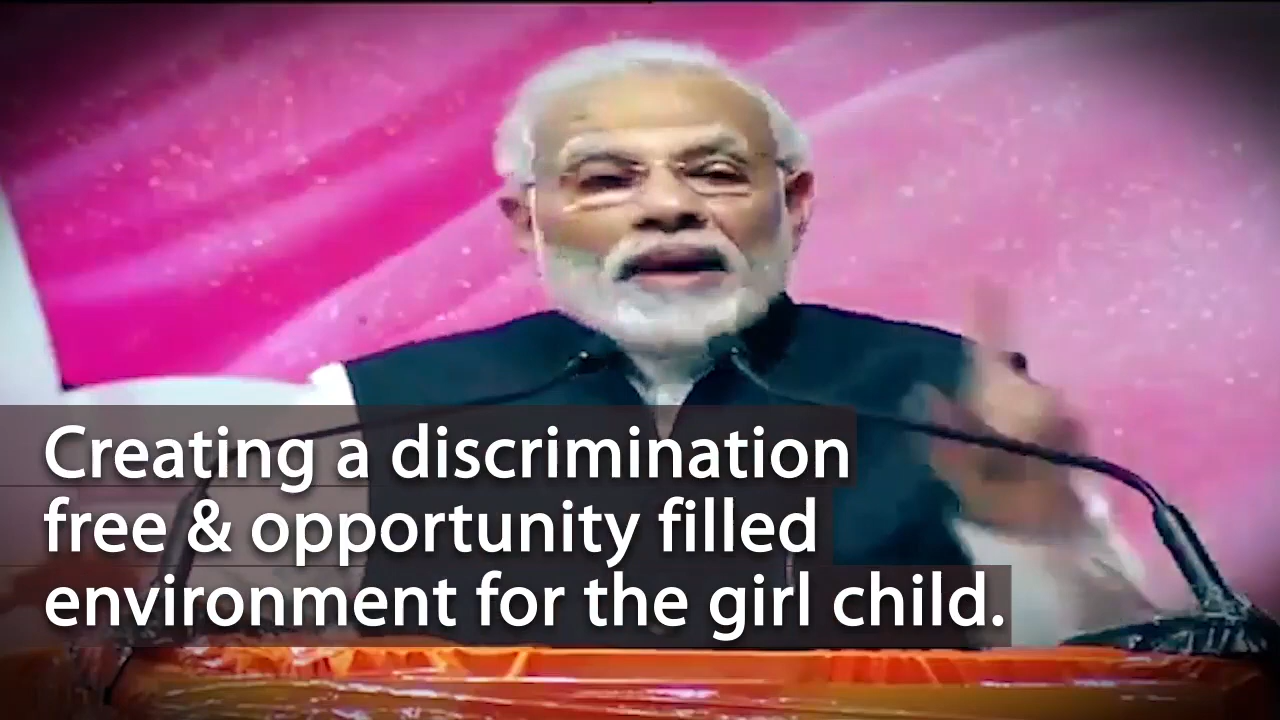 Creating a discrimination
free & opportunity filled
environment for the girl child.